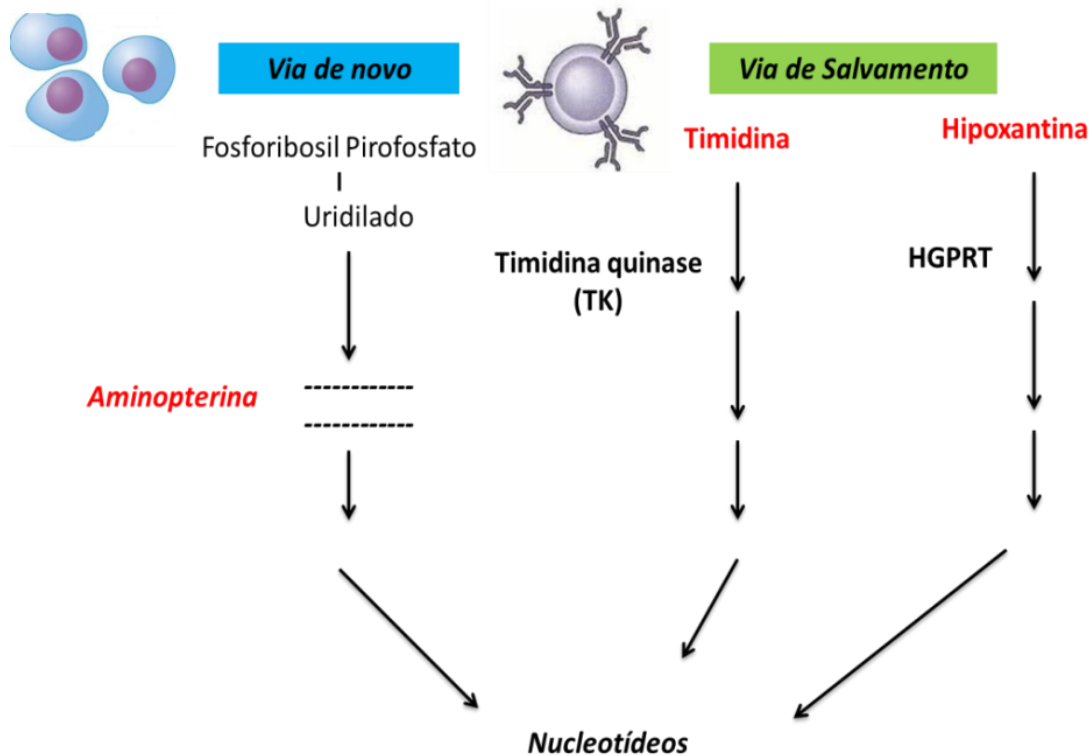 Via de novo
Via de Salvamento
Fosforibosil Pirofosfato
Uridilado
Timidina
Hipoxantina
Timidina quinase
(TK)
HGPRT
Aminopterina
Nucleotídeos